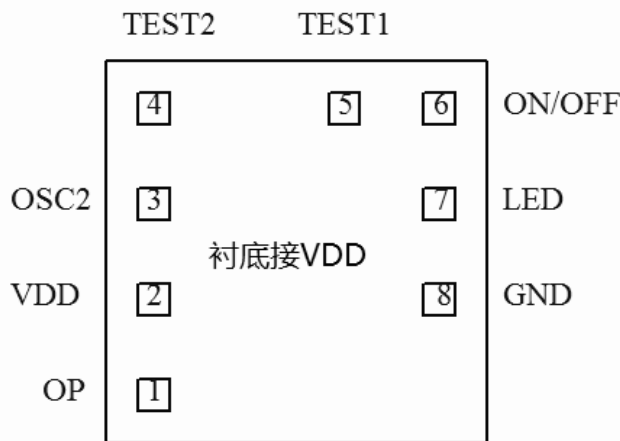 TEST2 TEST1
4 5 6 ON/OFF
OSC2 3 7 LED
衬底接VDD
VDD 2 8 GND
OP 1